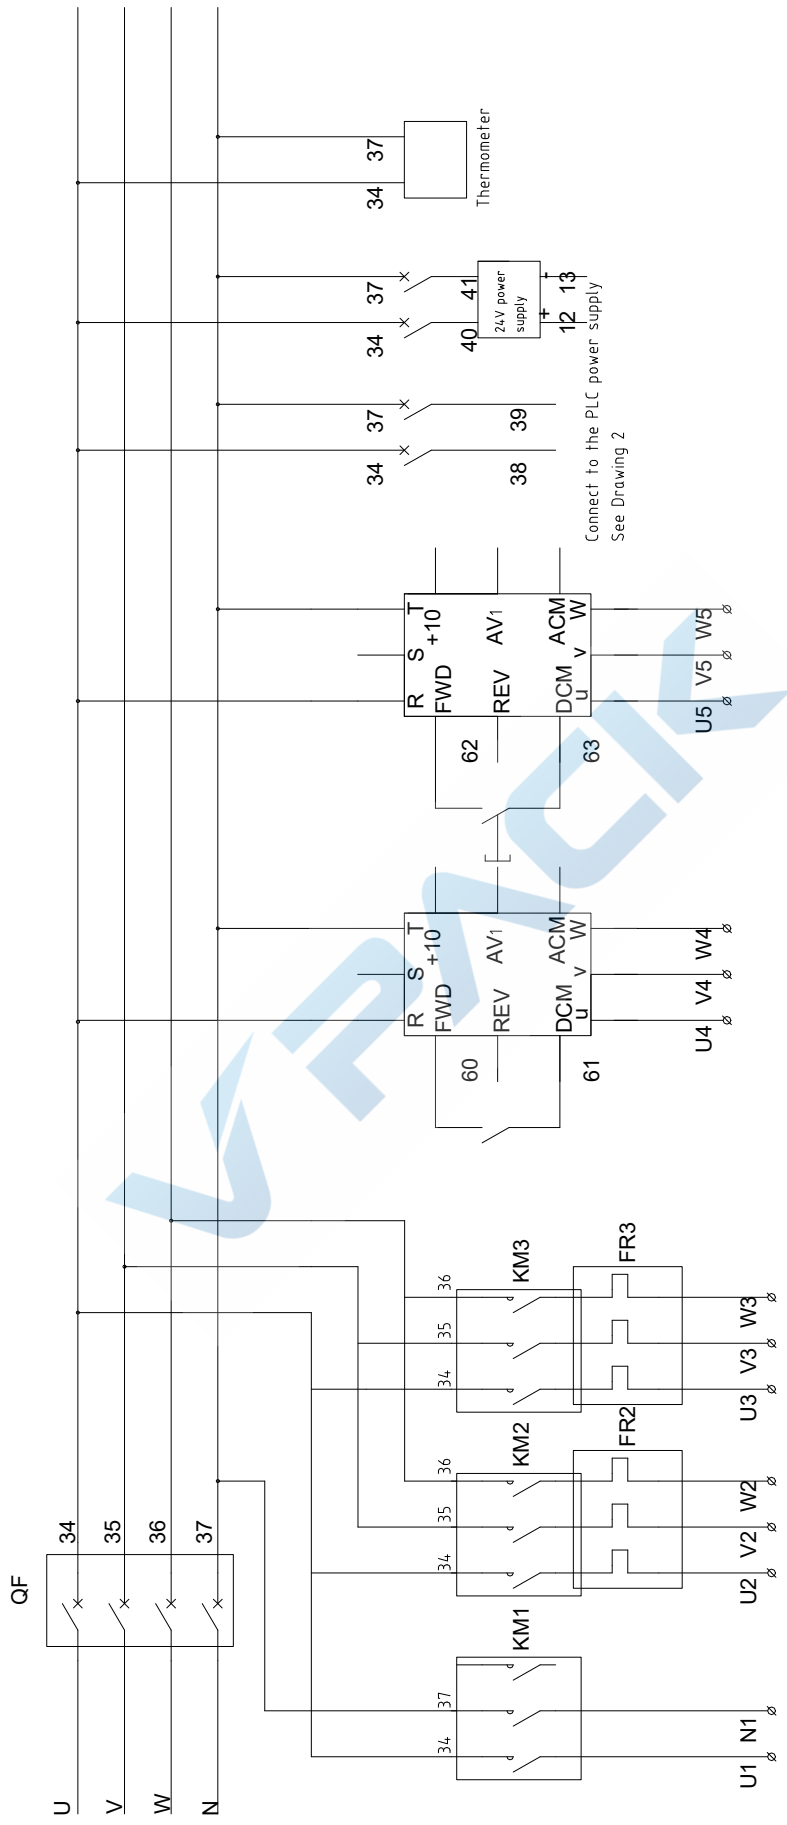 QF
U
V
W
N
34
35
36
37
34
37
KM1
U1
N1
34
35
36
KM2
FR2
U2
V2
W2
34
35
36
KM3
FR3
U3
V3
W3
60
61
R
S
T
FWD
+10
REV
AV1
DCM
ACM
u
v
W
U4
V4
W4
62
63
R
S
T
FWD
+10
REV
AV1
DCM
ACM
u
v
W
U5
V5
W5
34
37
38
39
34
37
40
41
24V power
supply
+
-
12
13
Connect to the PLC power supply
See Drawing 2
34
37
Thermometer
VPACK